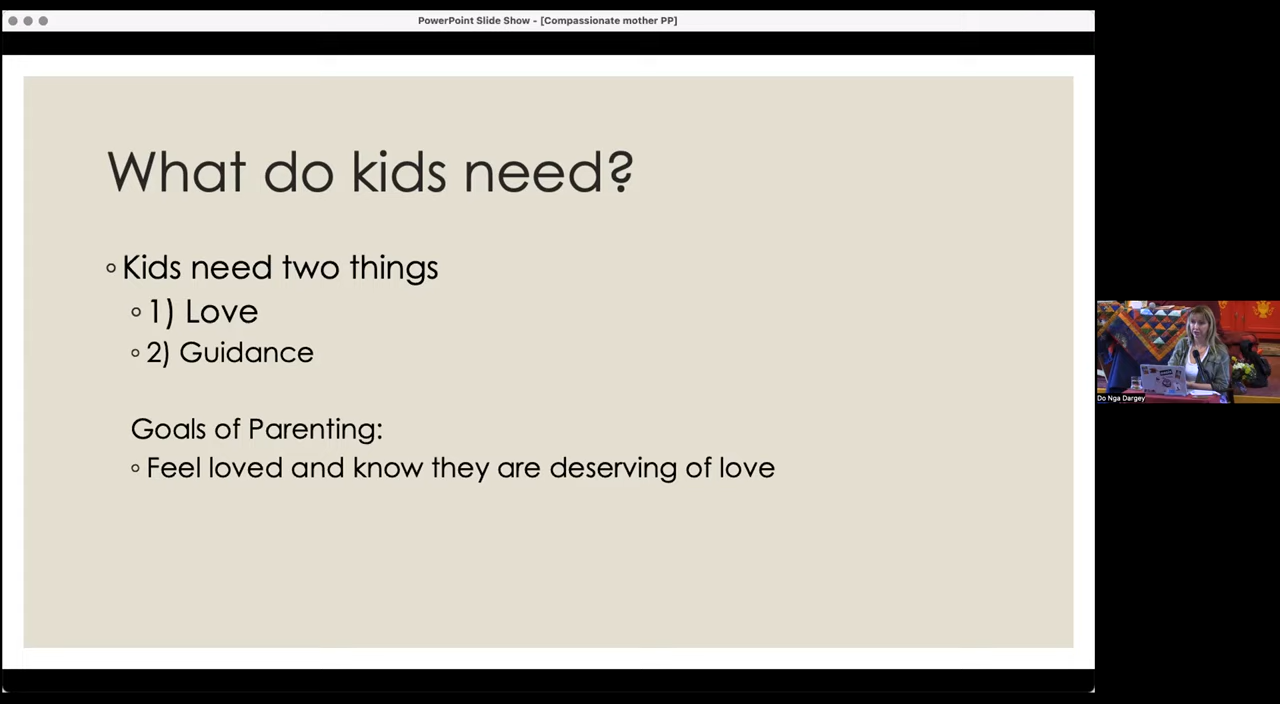 PowerPoint Slide Show - [Compassionate mother PP]
What do kids need?
Kids need two things
1) Love
2) Guidance
Goals of Parenting:
Feel loved and know they are deserving of love
Do Nga Dargey